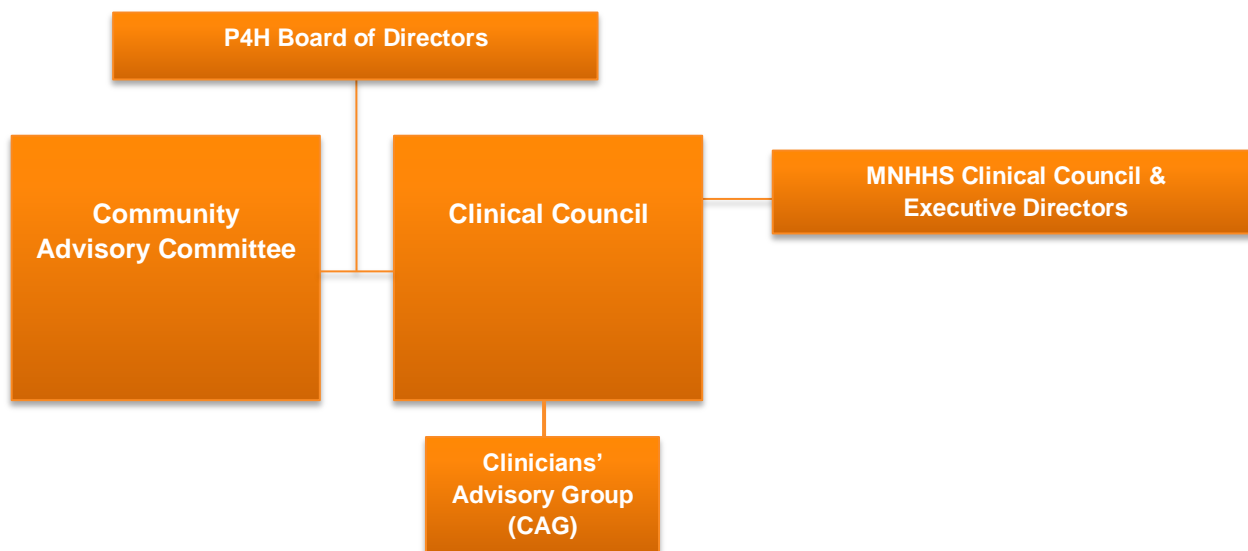 P4H Board of Directors
Community
Advisory Committee
Clinical Council
MNHHS Clinical Council &
Executive Directors
Clinicians’
Advisory Group
(CAG)